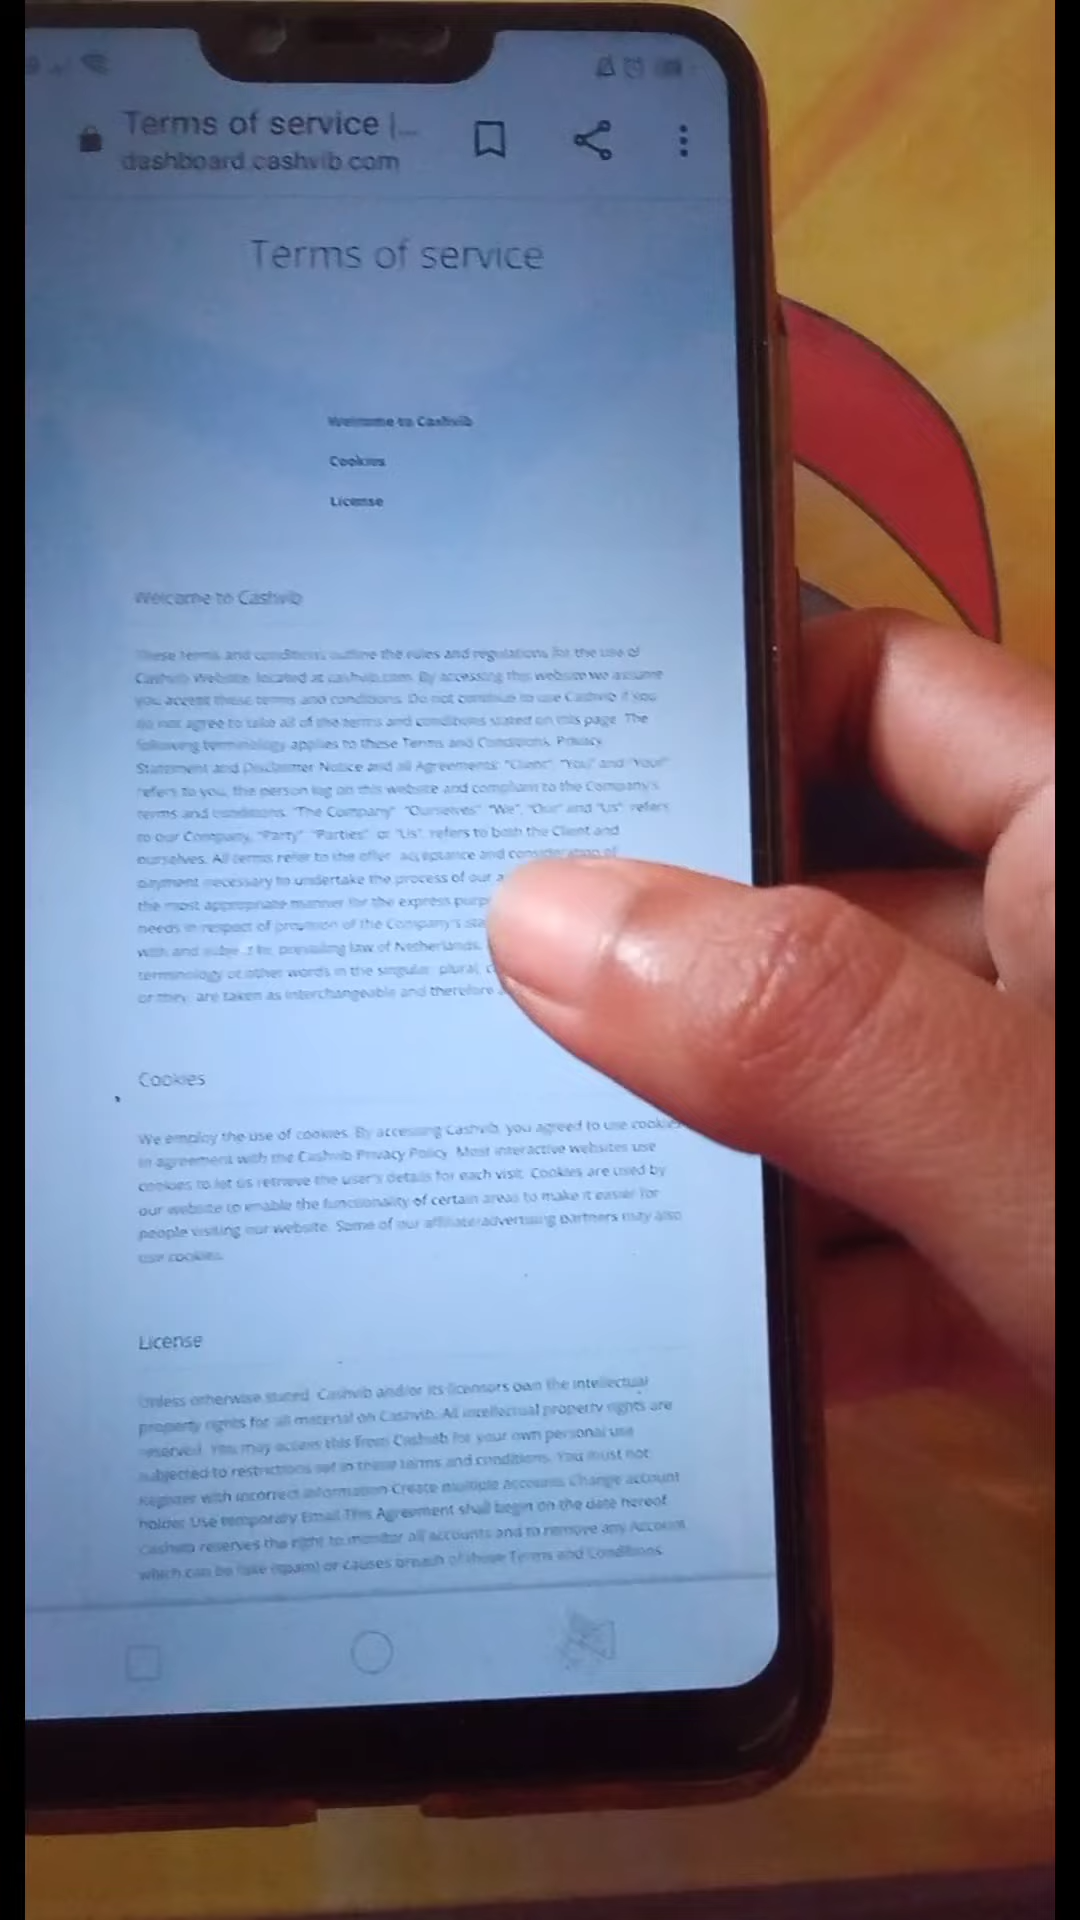 Terms of service |...
dashboard.cashvib.com
Terms of service
Welcome to Cashvib
Cookies
License
Welcome to Cashvib
These terms and conditions outline the rules and regulations for the use of
Cashvib Website, located at cashvib.com. By accessing this website we assume
you accept these terms and conditions. Do not continue to use Cashvib if you
do not agree to take all of the terms and conditions stated on this page. The
following terminology applies to these Terms and Conditions, Privacy
Statement and Disclaimer Notice and all Agreements: "Client", "You" and "Your"
refers to you, the person log on this website and compliant to the Company's
terms and conditions. "The Company", "Ourselves", "We", "Our" and "Us", refers
to our Company. "Party", "Parties", or "Us", refers to both the Client and
ourselves. All terms refer to the offer, acceptance and consideration of
payment necessary to undertake the process of our
the most appropriate manner for the express
needs in respect of provision of the Company's
with and subject to, prevailing law of Netherlands.
terminology or other words in the singular, plural,
or they, are taken as interchangeable and therefore
Cookies
We employ the use of cookies. By accessing Cashvib, you agreed to use cookies
in agreement with the Cashvib Privacy Policy. Most interactive websites use
cookies to let us retrieve the user's details for each visit. Cookies are used by
our website to enable the functionality of certain areas to make it easier for
people visiting our website. Some of our affiliate/advertising partners may also
use cookies.
License
Unless otherwise stated, Cashvib and/or its licensors own the intellectual
property rights for all material on Cashvib. All intellectual property rights are
reserved. You may access this from Cashvib for your own personal use
subjected to restrictions set in these terms and conditions. You must not:
Register with incorrect information Create multiple accounts Change account
holder Use temporary Email This Agreement shall begin on the date hereof.
Cashvib reserves the right to monitor all accounts and to remove any Account
which can be fake (spam) or causes breach of these Terms and Conditions.